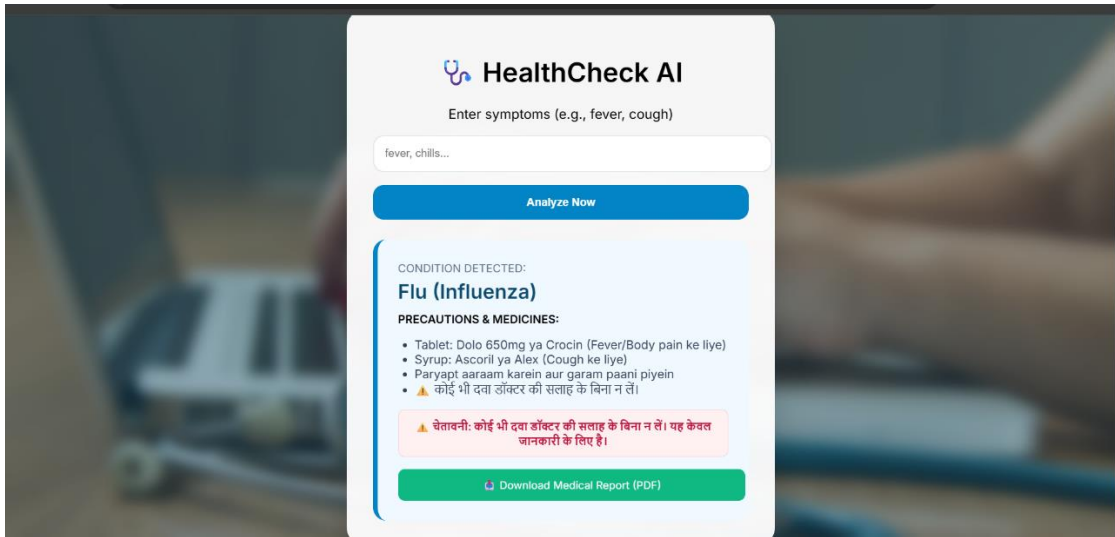 HealthCheck AI
Enter symptoms (e.g., fever, cough)
fever, chills...
Analyze Now
CONDITION DETECTED:
Flu (Influenza)
PRECAUTIONS & MEDICINES:
• Tablet: Dolo 650mg ya Crocin (Fever/Body pain ke liye)
• Syrup: Ascoril ya Alex (Cough ke liye)
• Paryapt aaraam karein aur garam paani piyein
• ⚠️ कोई भी दवा डॉक्टर की सलाह के बिना न लें।
⚠️ चेतावनी: कोई भी दवा डॉक्टर की सलाह के बिना न लें। यह केवल
जानकारी के लिए है।
Download Medical Report (PDF)